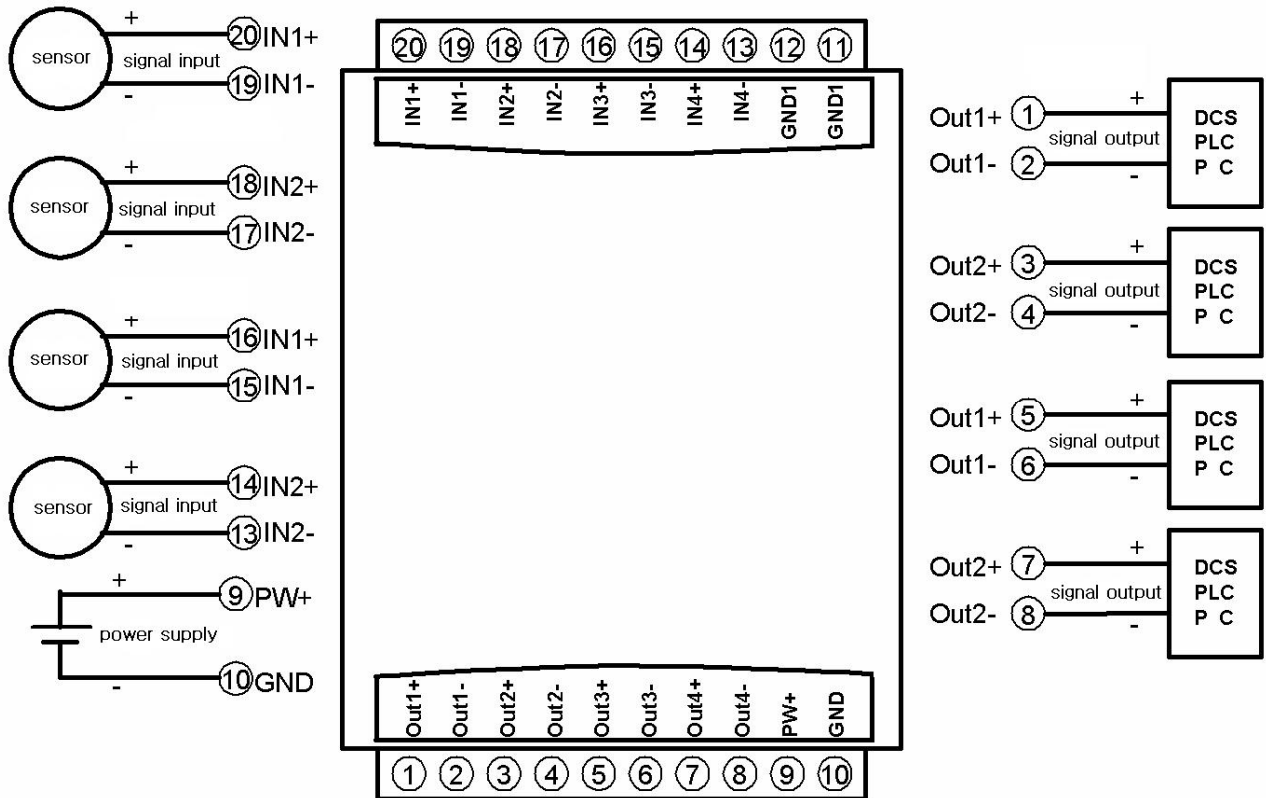 sensor
+
signal input
-
20 IN1+
19 IN1-
sensor
+
signal input
-
18 IN2+
17 IN2-
sensor
+
signal input
-
16 IN1+
15 IN1-
sensor
+
signal input
-
14 IN2+
13 IN2-
+
9 PW+
power supply
-
10 GND
20 19 18 17 16 15 14 13 12 11
IN1+ IN1- IN2+ IN2- IN3+ IN3- IN4+ IN4- GND1 GND1
Out1+ Out1- Out2+ Out2- Out3+ Out3- Out4+ Out4- PW+ GND
1 2 3 4 5 6 7 8 9 10
Out1+ 1
+
signal output
Out1- 2
-
DCS
PLC
P C
Out2+ 3
+
signal output
Out2- 4
-
DCS
PLC
P C
Out1+ 5
+
signal output
Out1- 6
-
DCS
PLC
P C
Out2+ 7
+
signal output
Out2- 8
-
DCS
PLC
P C